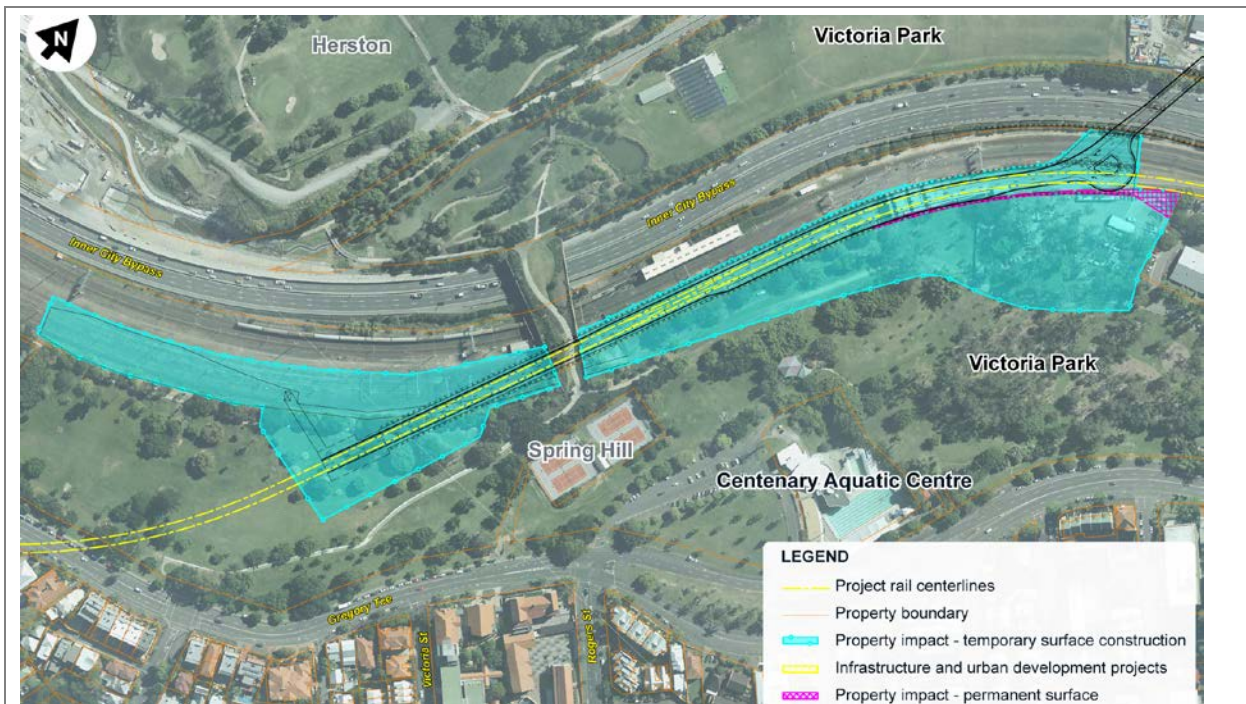 N
Herston
Victoria Park
Inner City Bypass
Inner City Bypass
Victoria Park
Spring Hill
Centenary Aquatic Centre
Gregory Tce
Victoria St
Rogers St
LEGEND
Project rail centerlines
Property boundary
Property impact - temporary surface construction
Infrastructure and urban development projects
Property impact - permanent surface